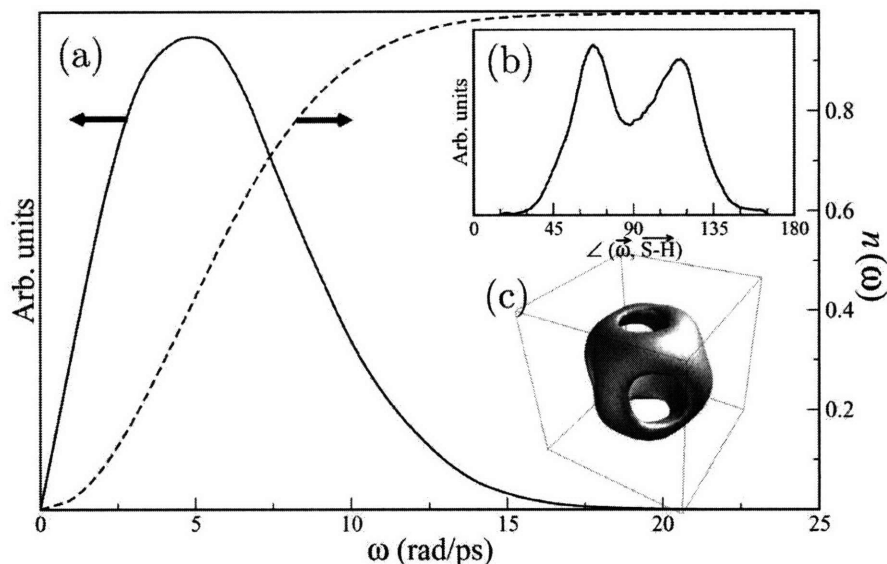 (a)
(b)
(c)
Arb. units
0 5 10 15 20 25
ω (rad/ps)
0.2
0.4
0.6
0.8
n (ω)
Arb. units
0 45 90 135 180
∠ (ω⃗, S-H⃗)